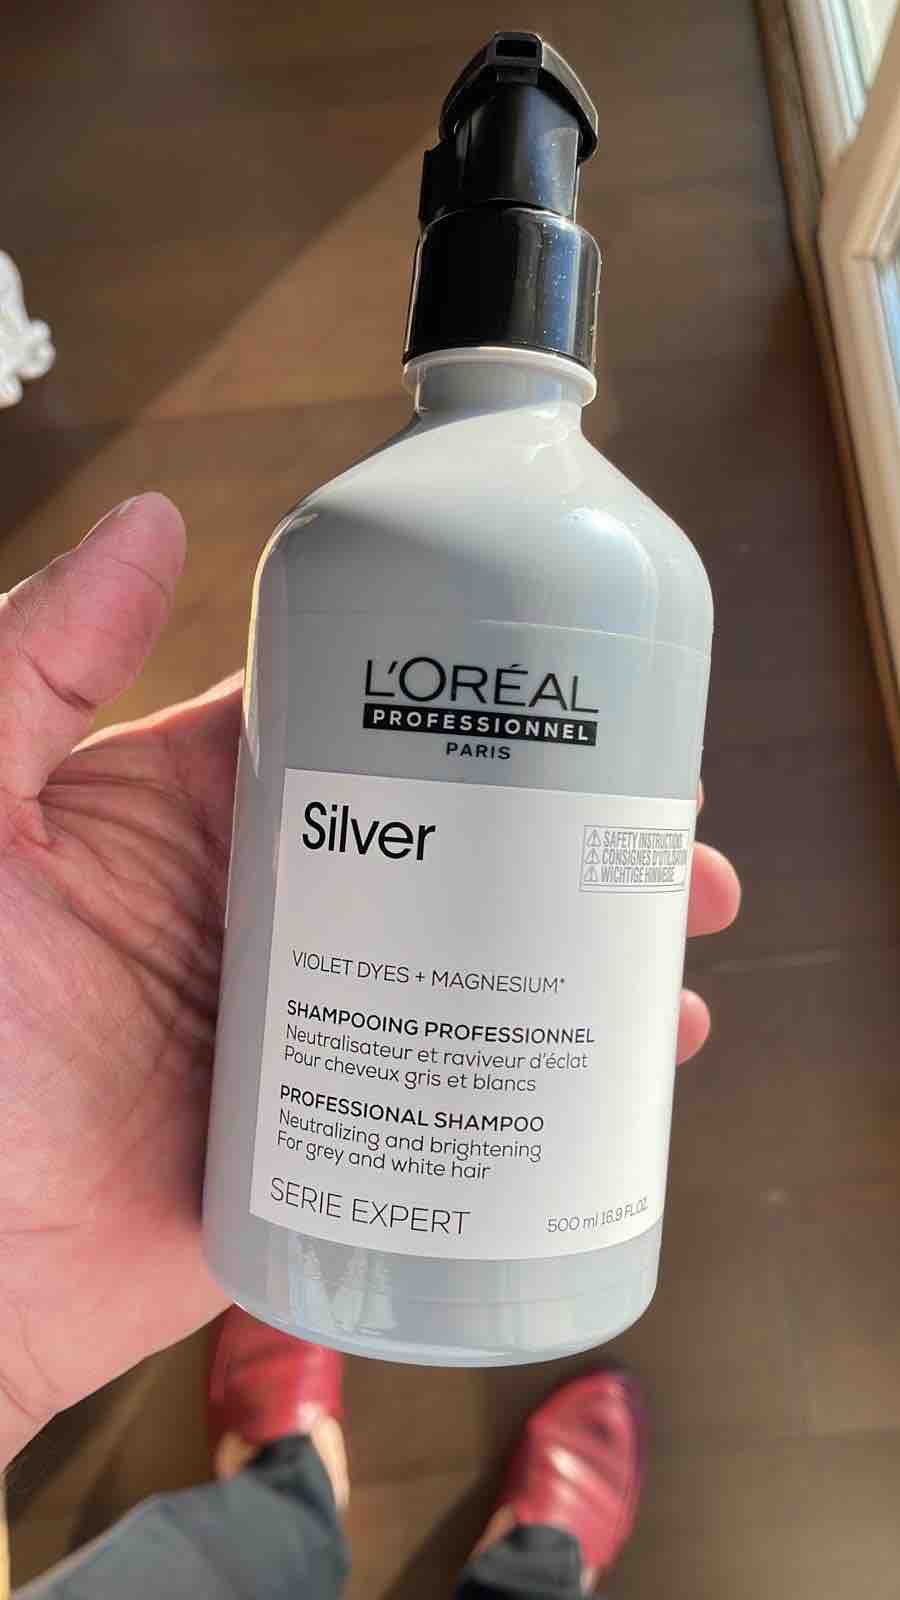 L'ORÉAL
PROFESSIONNEL
PARIS
Silver
SAFETY INSTRUCTIONS
CONSIGNES D'UTILISATION
WICHTIGE HINWEISE
VIOLET DYES + MAGNESIUM*
SHAMPOOING PROFESSIONNEL
Neutralisateur et raviveur d'éclat
Pour cheveux gris et blancs
PROFESSIONAL SHAMPOO
Neutralizing and brightening
For grey and white hair
SERIE EXPERT
500 ml 16.9 FL.OZ.